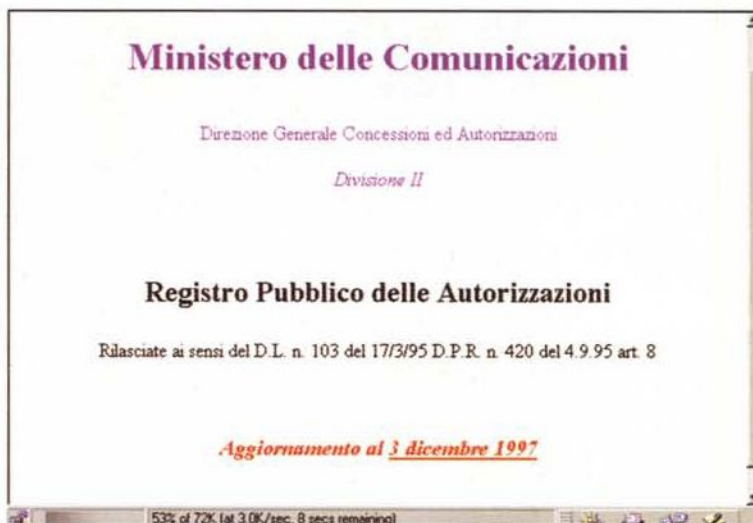 Ministero delle Comunicazioni
Direzione Generale Concessioni ed Autorizzazioni
Divisione II
Registro Pubblico delle Autorizzazioni
Rilasciate ai sensi del D.L. n. 103 del 17/3/95 D.P.R. n. 420 del 4.9.95 art. 8
Aggiornamento al 3 dicembre 1997
53% of 72K (at 3.0K/sec, 8 secs remaining)